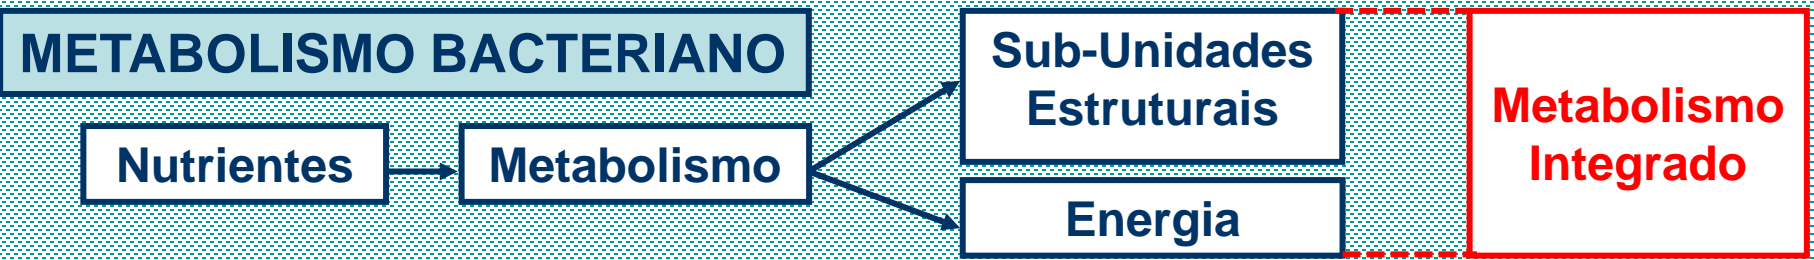 METABOLISMO BACTERIANO
Nutrientes
Metabolismo
Sub-Unidades
Estruturais
Energia
Metabolismo
Integrado